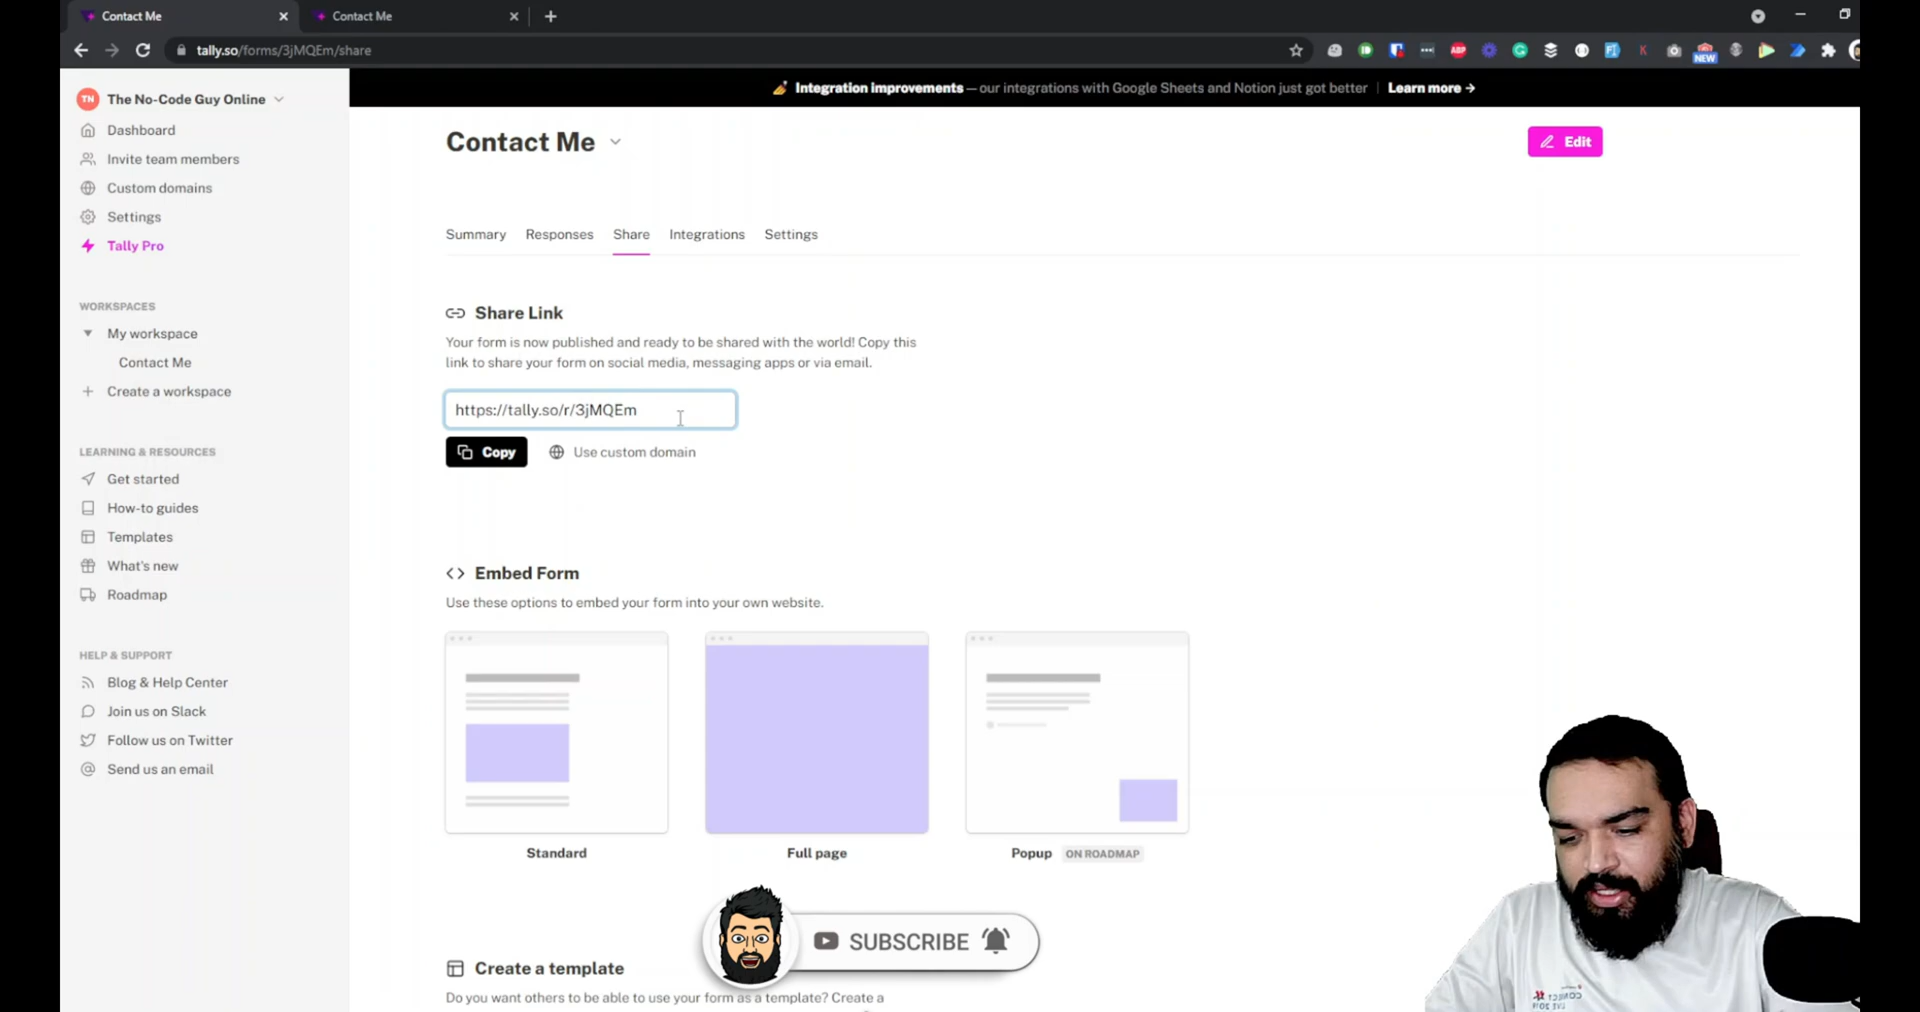 Contact Me
Contact Me
tally.so/forms/3jMQEm/share
ABP
K
NEW
TN The No-Code Guy Online
Dashboard
Invite team members
Custom domains
Settings
Tally Pro
WORKSPACES
My workspace
Contact Me
Create a workspace
LEARNING & RESOURCES
Get started
How-to guides
Templates
What's new
Roadmap
HELP & SUPPORT
Blog & Help Center
Join us on Slack
Follow us on Twitter
Send us an email
Integration improvements — our integrations with Google Sheets and Notion just got better | Learn more →
Contact Me
Edit
Summary Responses Share Integrations Settings
Share Link
Your form is now published and ready to be shared with the world! Copy this
link to share your form on social media, messaging apps or via email.
https://tally.so/r/3jMQEm
Copy Use custom domain
Embed Form
Use these options to embed your form into your own website.
Standard Full page Popup ON ROADMAP
SUBSCRIBE
Create a template
Do you want others to be able to use your form as a template? Create a